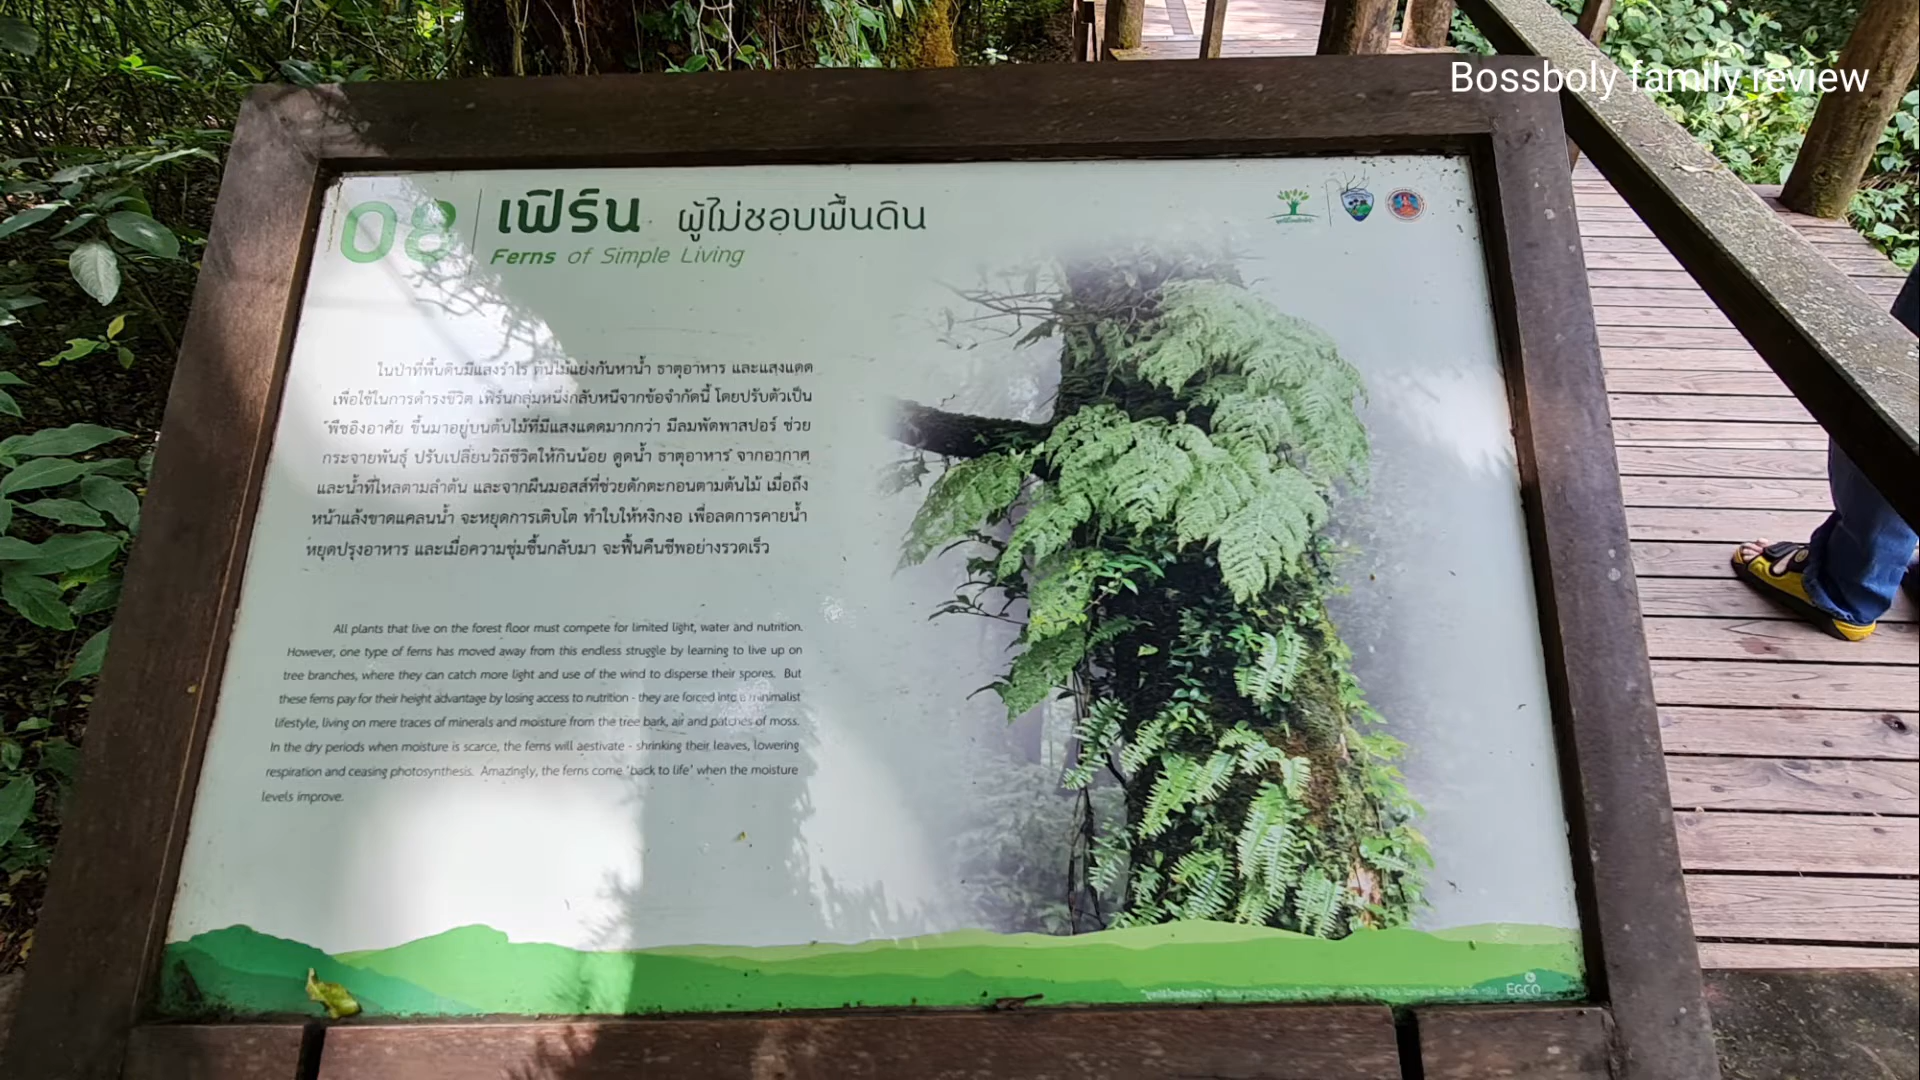 Bossboly family review
08 เฟิร์น ผู้ไม่ชอบพื้นดิน
Ferns of Simple Living
ในป่าที่พื้นดินมีแสงรำไร ต้นไม้แย่งกันหาน้ำ ธาตุอาหาร และแสงแดด
เพื่อใช้ในการดำรงชีวิต เฟิร์นกลุ่มหนึ่งกลับหนีจากข้อจำกัดนี้ โดยปรับตัวเป็น
พืชอิงอาศัย ขึ้นมาอยู่บนต้นไม้ที่มีแสงแดดมากกว่า มีลมพัดพาสปอร์ ช่วย
กระจายพันธุ์ ปรับเปลี่ยนวิถีชีวิตให้กินน้อย ดูดน้ำ ธาตุอาหาร จากอากาศ
และน้ำที่ไหลตามลำต้น และจากผืนมอสส์ที่ช่วยดักตะกอนตามต้นไม้ เมื่อถึง
หน้าแล้งขาดแคลนน้ำ จะหยุดการเติบโต ทำใบให้หงิกงอ เพื่อลดการคายน้ำ
หยุดปรุงอาหาร และเมื่อความชุ่มชื้นกลับมา จะฟื้นคืนชีพอย่างรวดเร็ว
All plants that live on the forest floor must compete for limited light, water and nutrition.
However, one type of ferns has moved away from this endless struggle by learning to live up on
tree branches, where they can catch more light and use of the wind to disperse their spores. But
these ferns pay for their height advantage by losing access to nutrition - they are forced into a minimalist
lifestyle, living on mere traces of minerals and moisture from the tree bark, air and patches of moss.
In the dry periods when moisture is scarce, the ferns will aestivate - shrinking their leaves, lowering
respiration and ceasing photosynthesis. Amazingly, the ferns come 'back to life' when the moisture
levels improve.
EGCO